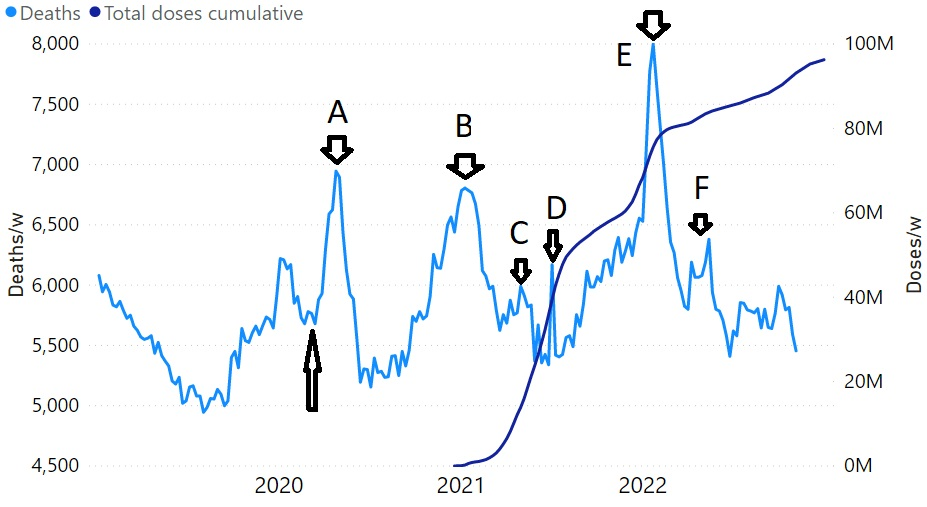 Deaths Total doses cumulative
8,000
7,500
7,000
6,500
6,000
5,500
5,000
4,500
Deaths/w
A
B
C
D
E
F
100M
80M
60M
40M
20M
0M
Doses/w
2020 2021 2022